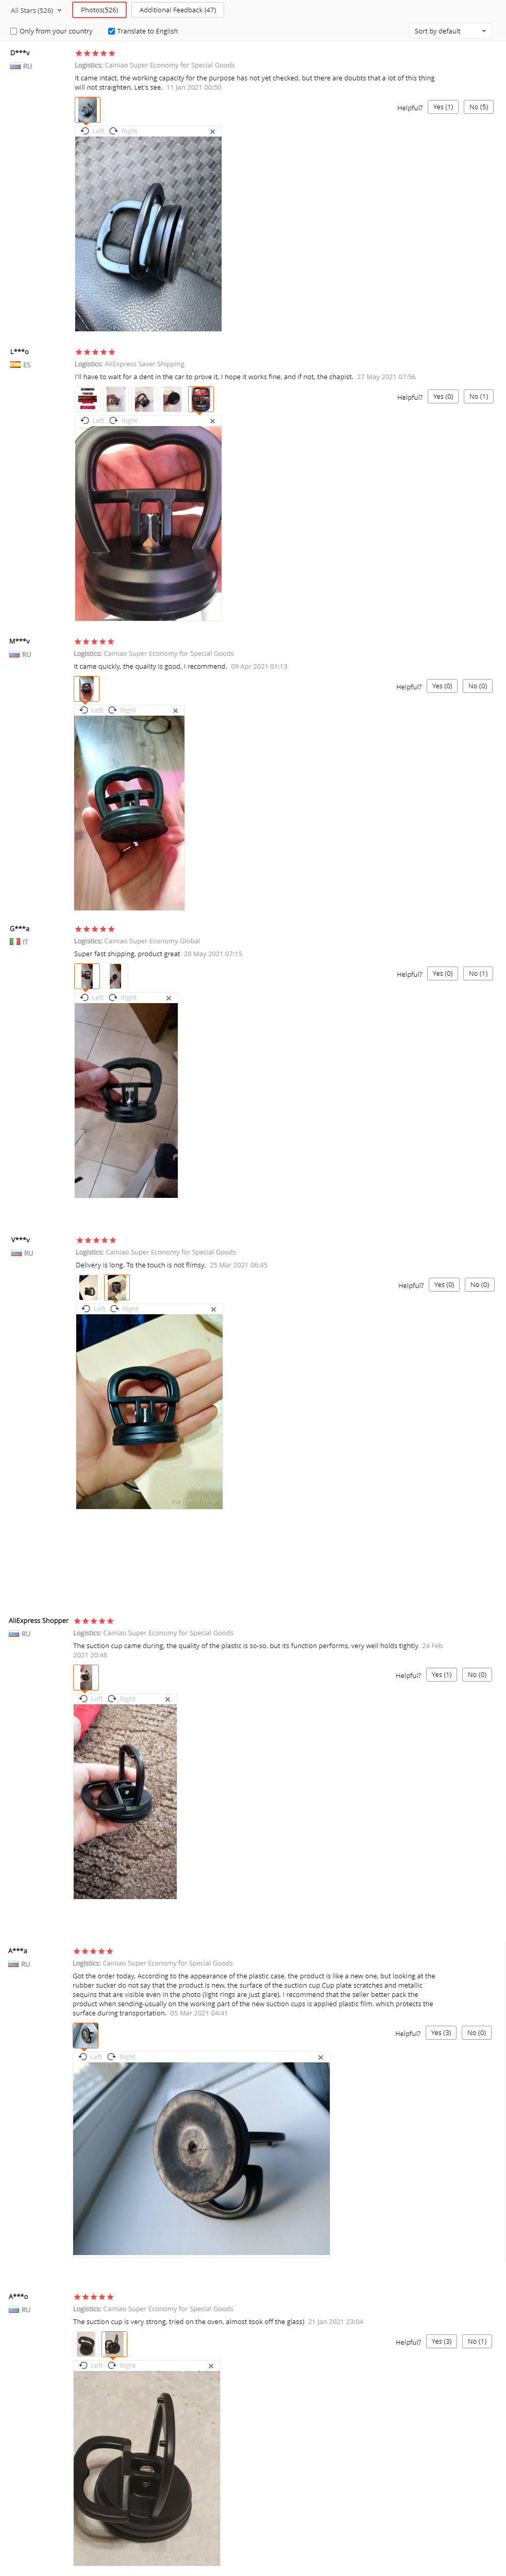 All Stars (526) Photos(526) Additional Feedback (47)
Only from your country Translate to English Sort by default
D***v
RU
Logistics: Cainiao Super Economy for Special Goods
It came intact, the working capacity for the purpose has not yet checked, but there are doubts that a lot of this thing
will not straighten. Let's see. 11 Jan 2021 00:50
Helpful? Yes (1) No (5)
Left Right
L***o
ES
Logistics: AliExpress Saver Shipping
I'll have to wait for a dent in the car to prove it, I hope it works fine, and if not, the chapist. 27 May 2021 07:56
Helpful? Yes (0) No (1)
Left Right
M***v
RU
Logistics: Cainiao Super Economy for Special Goods
It came quickly, the quality is good, I recommend. 09 Apr 2021 01:13
Helpful? Yes (0) No (0)
Left Right
G***a
IT
Logistics: Cainiao Super Economy Global
Super fast shipping, product great 28 May 2021 07:15
Helpful? Yes (0) No (1)
Left Right
V***v
RU
Logistics: Cainiao Super Economy for Special Goods
Delivery is long. To the touch is not flimsy. 25 Mar 2021 06:45
Helpful? Yes (0) No (0)
Left Right
AliExpress Shopper
RU
Logistics: Cainiao Super Economy for Special Goods
The suction cup came during, the quality of the plastic is so-so, but its function performs, very well holds tightly 24 Feb
2021 20:48
Helpful? Yes (1) No (0)
Left Right
A***a
RU
Logistics: Cainiao Super Economy for Special Goods
Got the order today. According to the appearance of the plastic case, the product is like a new one, but looking at the
rubber sucker do not say that the product is new, the surface of the suction cup Cup plate scratches and metallic
sequins that are visible even in the photo (light rings are just glare), I recommend that the seller better pack the
product when sending-usually on the working part of the new suction cups is applied plastic film, which protects the
surface during transportation. 05 Mar 2021 04:41
Helpful? Yes (3) No (0)
Left Right
A***o
RU
Logistics: Cainiao Super Economy for Special Goods
The suction cup is very strong, tried on the oven, almost took off the glass) 21 Jan 2021 23:04
Helpful? Yes (3) No (1)
Left Right